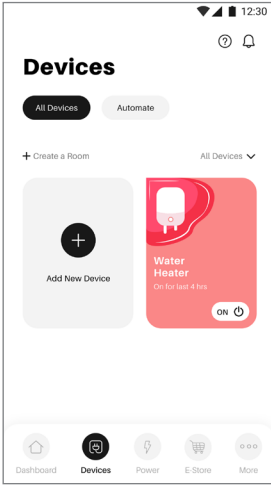 12:30
Devices
All Devices
Automate
+ Create a Room
All Devices
Add New Device
Water
Heater
On for last 4 hrs
ON
Dashboard
Devices
Power
E-Store
More